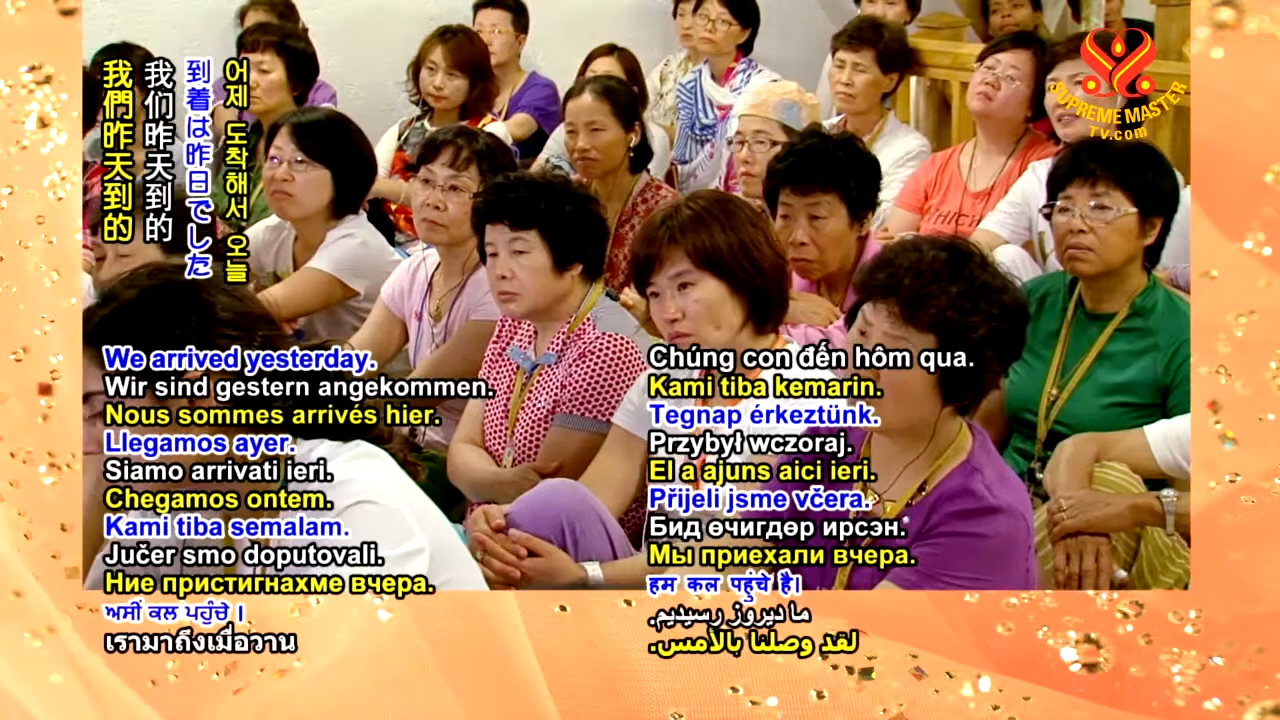 어제 도착해서 오늘
到着は昨日でした
我们昨天到的
我們昨天到的
SUPREME MASTER
TV.com
We arrived yesterday.
Wir sind gestern angekommen.
Nous sommes arrivés hier.
Llegamos ayer.
Siamo arrivati ieri.
Chegamos ontem.
Kami tiba semalam.
Jučer smo doputovali.
Ние пристигнахме вчера.
ਅਸੀਂ ਕਲ ਪਹੁੰਚੇ ।
เรามาถึงเมื่อวาน
Chúng con đến hôm qua.
Kami tiba kemarin.
Tegnap érkeztünk.
Przybył wczoraj.
El a ajuns aici ieri.
Přijeli jsme včera.
Бид өчигдөр ирсэн.
Мы приехали вчера.
हम कल पहुंचे है।
ما دیروز رسیدیم.
لقد وصلنا بالأمس.